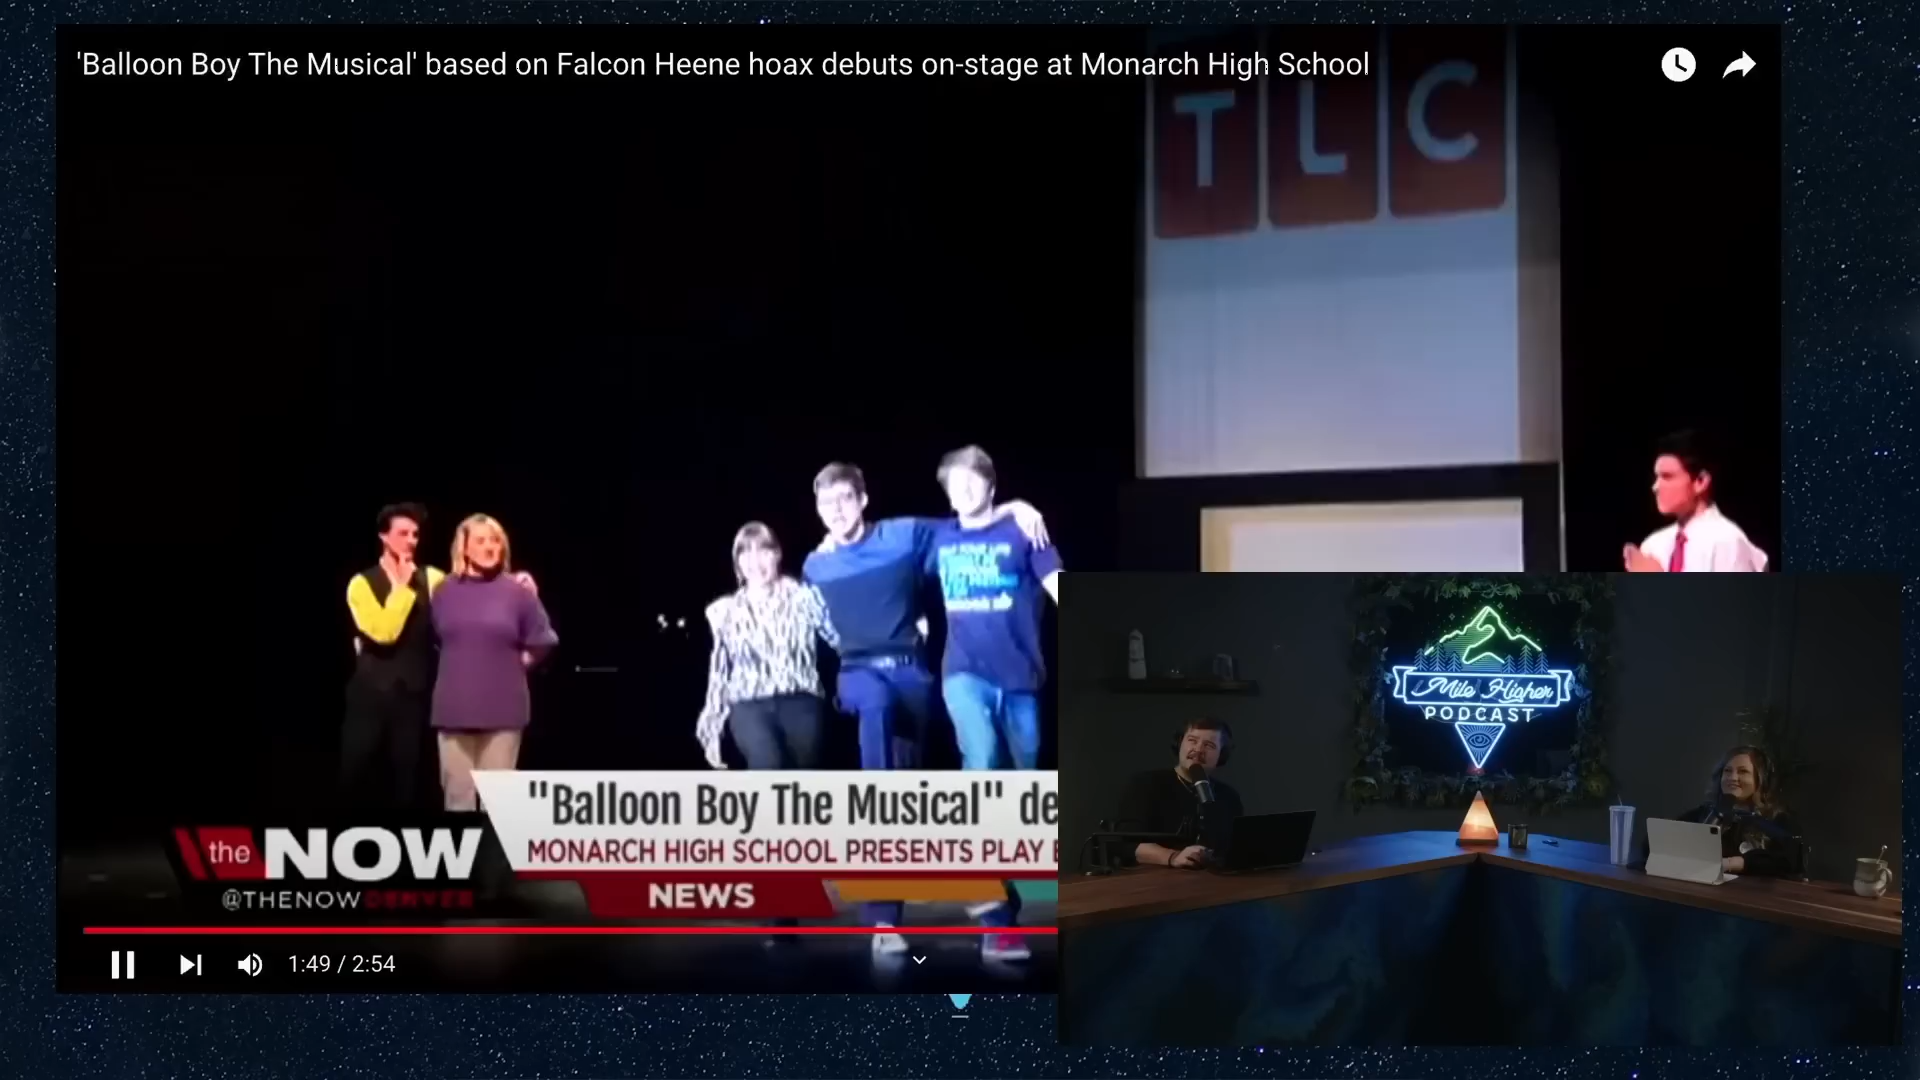 'Balloon Boy The Musical' based on Falcon Heene hoax debuts on-stage at Monarch High School
TLC
Mile Higher
PODCAST
"Balloon Boy The Musical" de
the NOW
MONARCH HIGH SCHOOL PRESENTS PLAY
@THENOWDENVER
NEWS
1:49 / 2:54